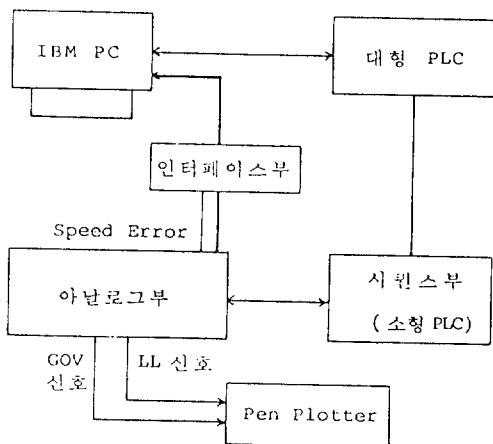 IBM PC
대형 PLC
인터페이스부
Speed Error
아날로그부
시퀀스부
( 소형 PLC)
GOV
신호
LL 신호
Pen Plotter